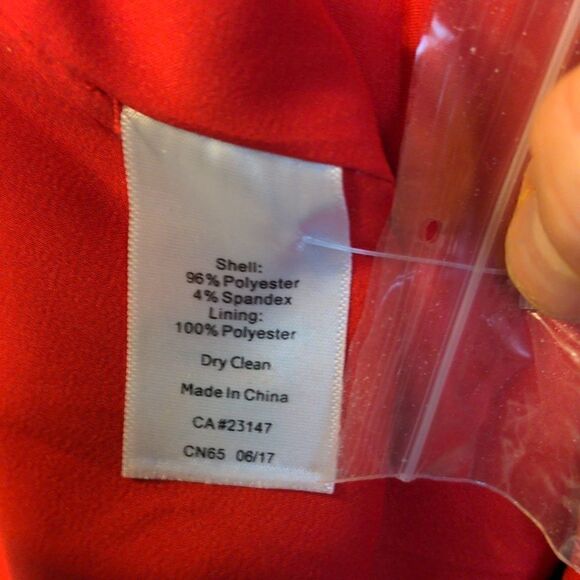 Shell:
96% Polyester
4% Spandex
Lining:
100% Polyester
Dry Clean
Made In China
CA#23147
CN65 06/17